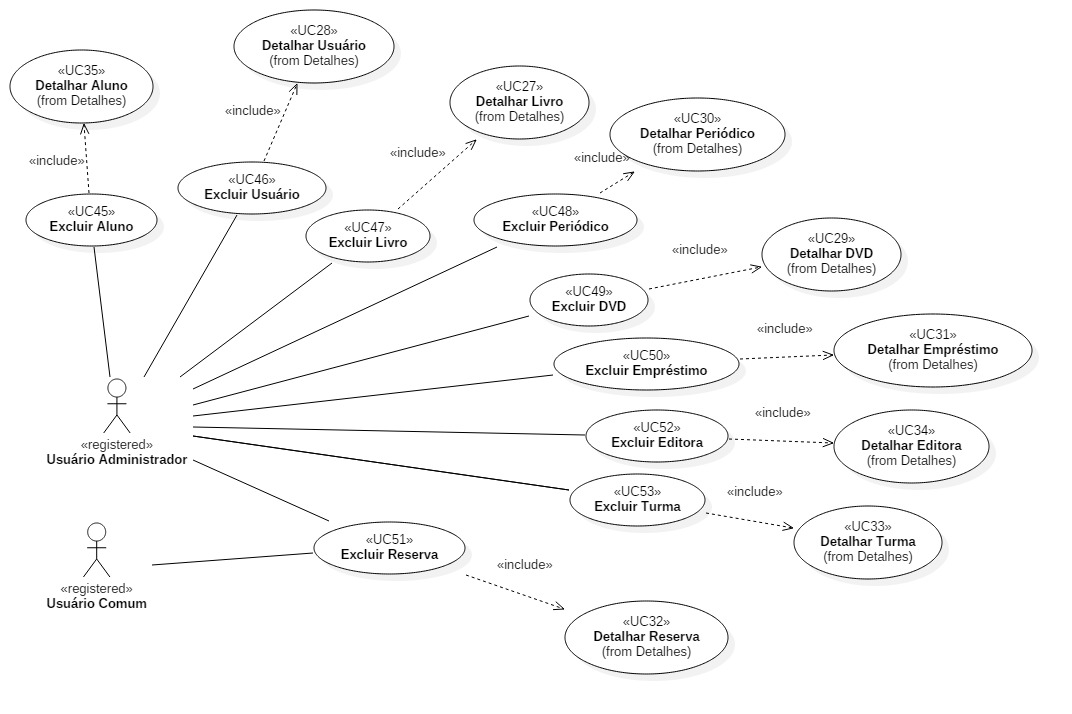 «UC28»
Detalhar Usuário
(from Detalhes)
«UC35»
Detalhar Aluno
(from Detalhes)
«UC27»
Detalhar Livro
(from Detalhes)
«include»
«UC30»
Detalhar Periódico
(from Detalhes)
«include»
«include»
«include»
«UC46»
Excluir Usuário
«UC45»
Excluir Aluno
«UC47»
Excluir Livro
«UC48»
Excluir Periódico
«include»
«UC29»
Detalhar DVD
(from Detalhes)
«UC49»
Excluir DVD
«include»
«UC31»
Detalhar Empréstimo
(from Detalhes)
«UC50»
Excluir Empréstimo
«include»
«UC52»
Excluir Editora
«UC34»
Detalhar Editora
(from Detalhes)
«registered»
Usuário Administrador
«UC53»
Excluir Turma
«include»
«UC33»
Detalhar Turma
(from Detalhes)
«UC51»
Excluir Reserva
«include»
«registered»
Usuário Comum
«UC32»
Detalhar Reserva
(from Detalhes)